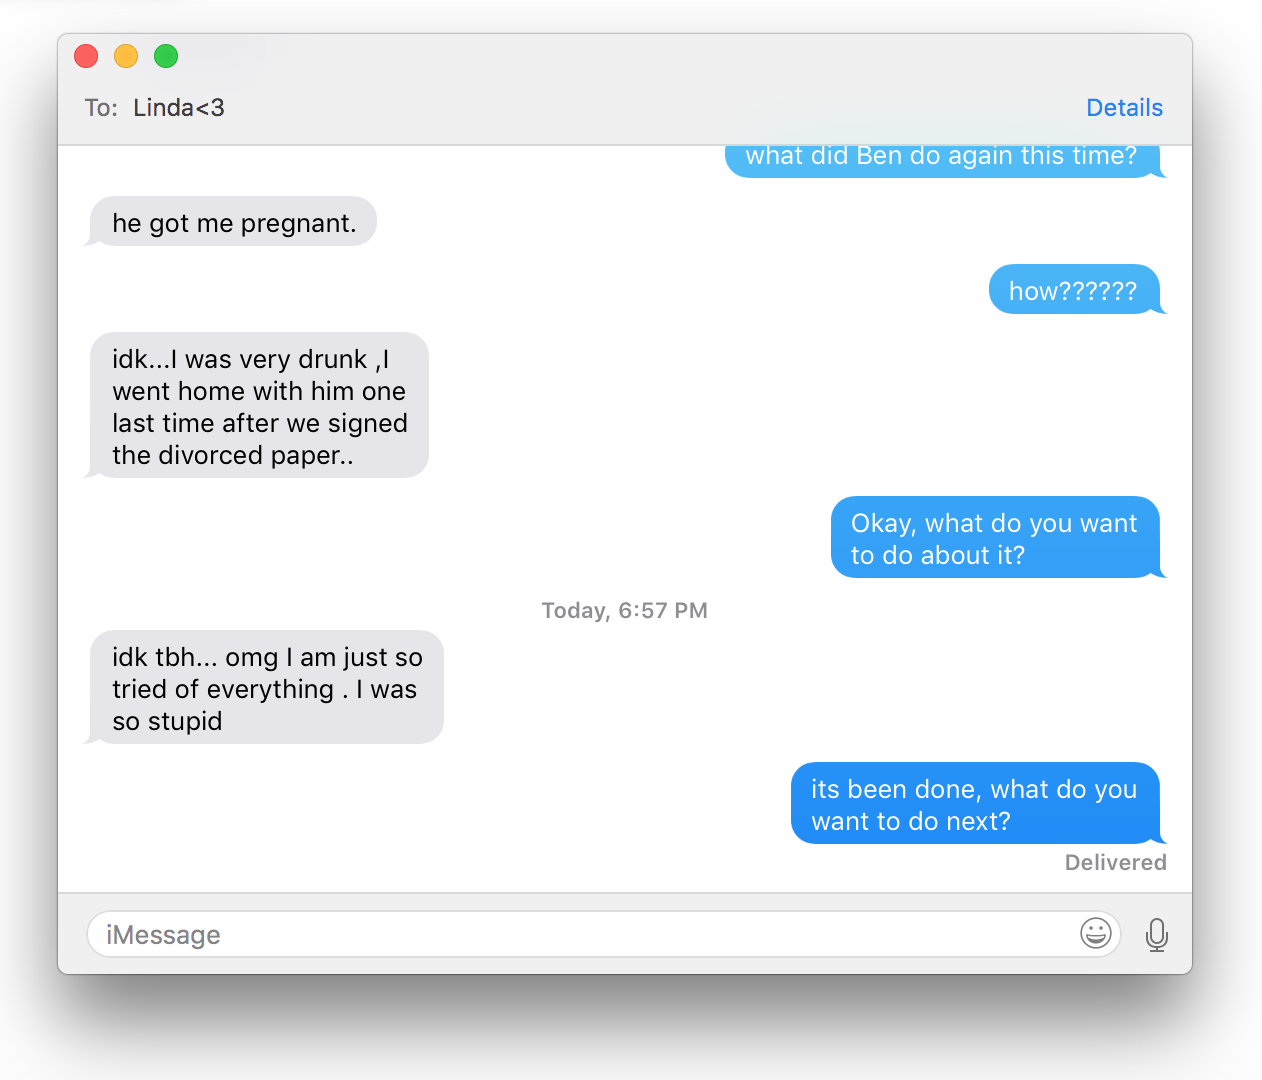 To: Linda<3
Details
what did Ben do again this time?
he got me pregnant.
how??????
idk...I was very drunk ,I
went home with him one
last time after we signed
the divorced paper..
Okay, what do you want
to do about it?
Today, 6:57 PM
idk tbh... omg I am just so
tried of everything . I was
so stupid
its been done, what do you
want to do next?
Delivered
iMessage